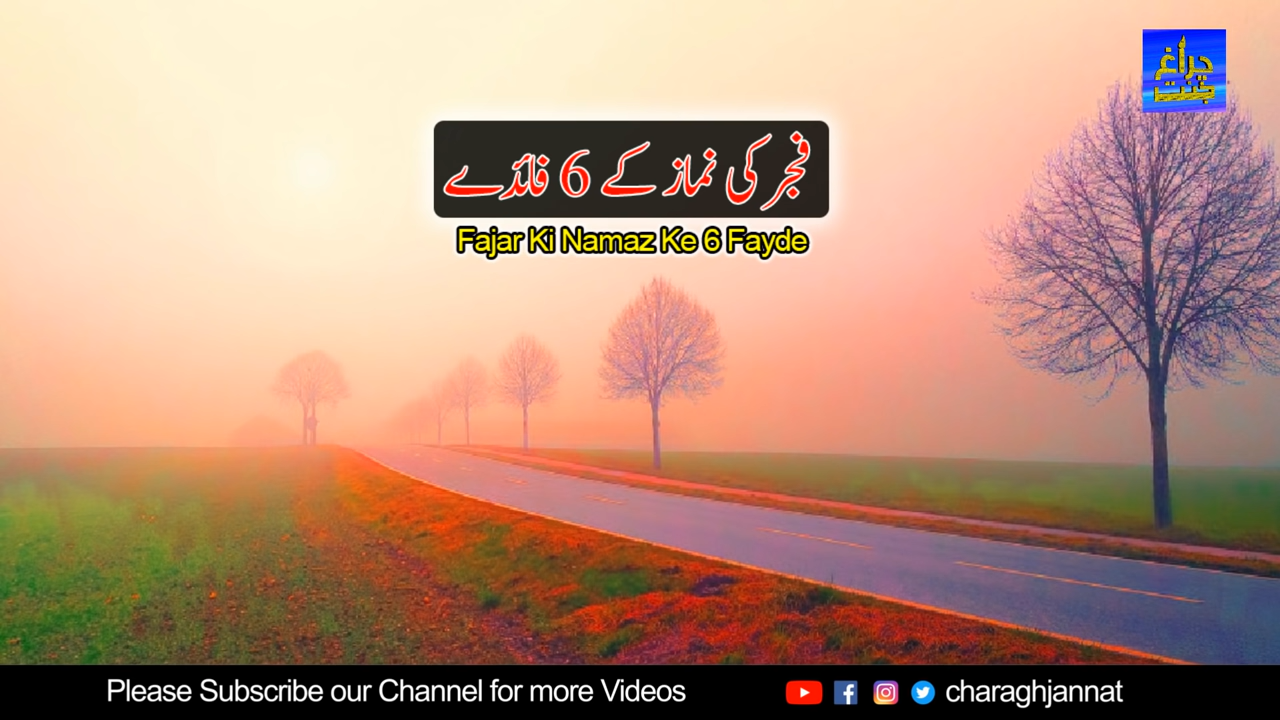 چراغ
جنت
فجر کی نماز کے 6 فائدے
Fajar Ki Namaz Ke 6 Fayde
Please Subscribe our Channel for more Videos
charaghjannat